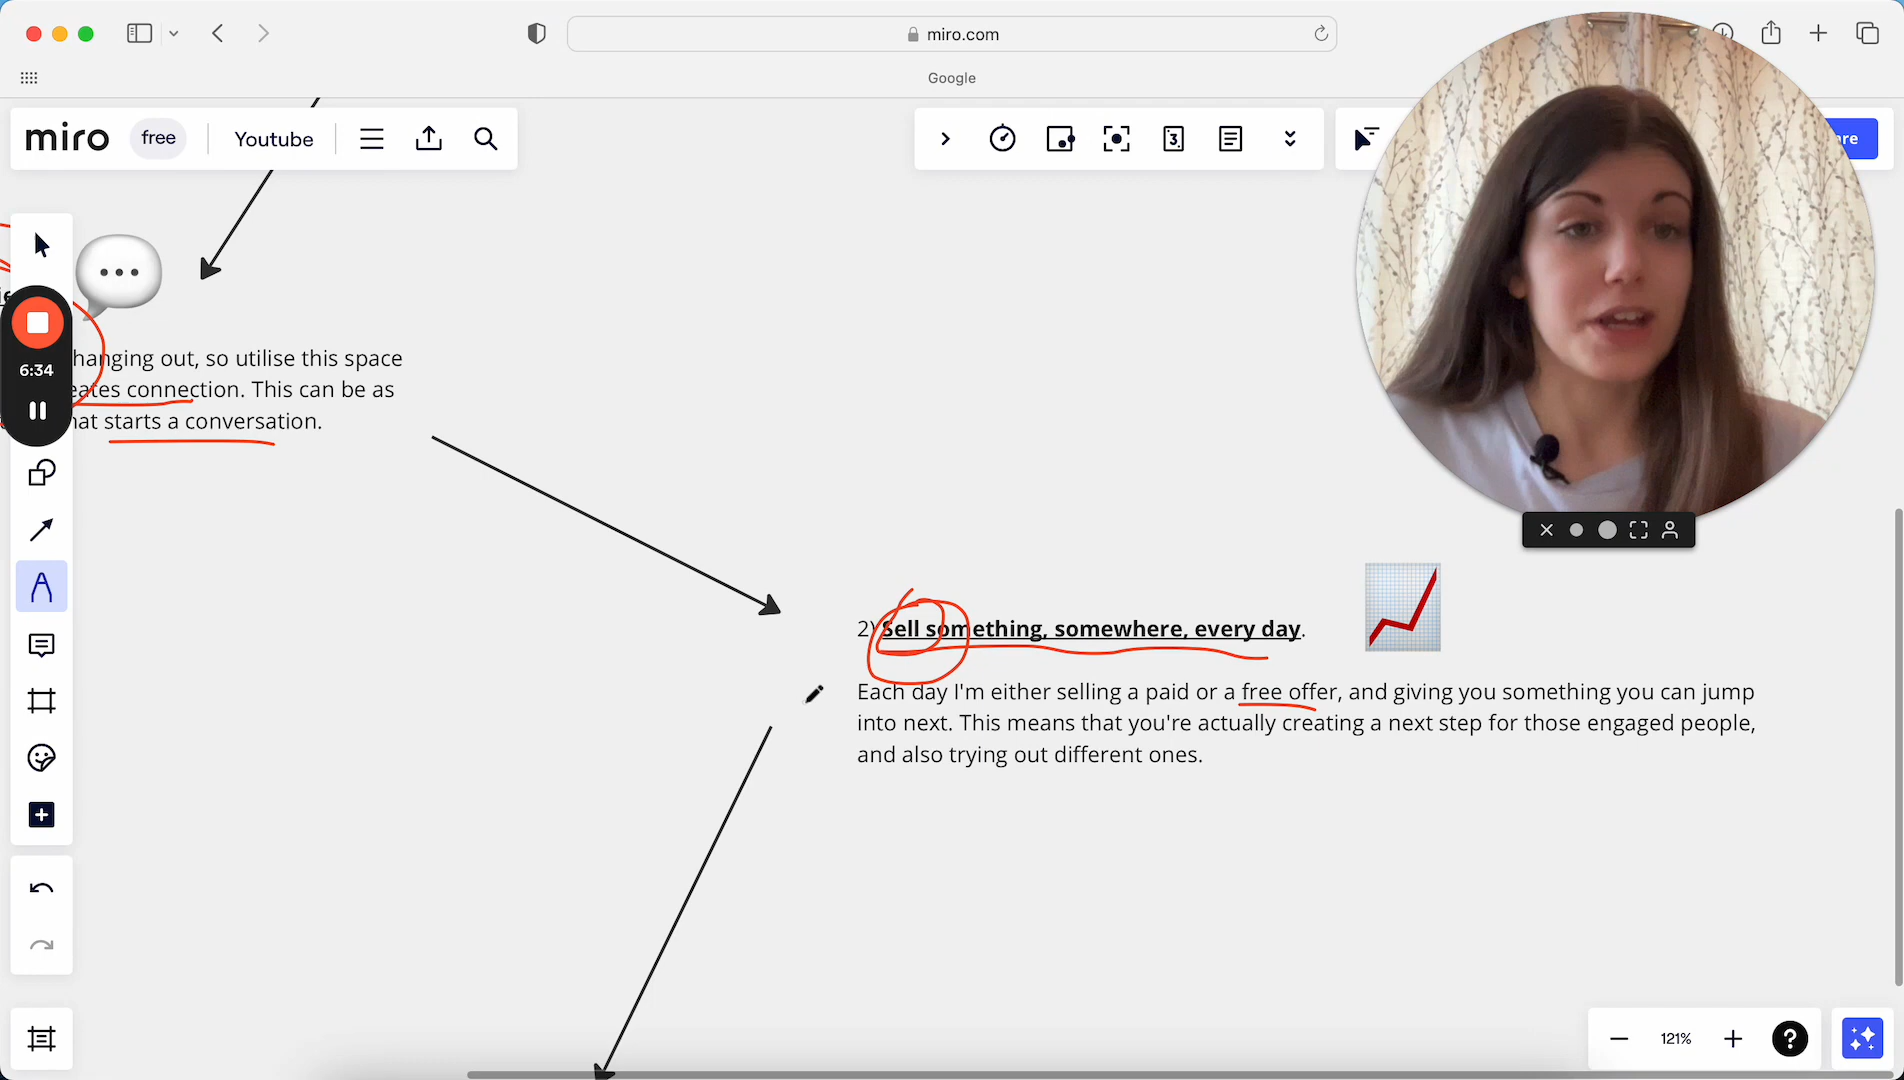 miro.com
Google
miro free Youtube
3
6:34
hanging out, so utilise this space
eates connection. This can be as
hat starts a conversation.
2) Sell something, somewhere, every day.
Each day I'm either selling a paid or a free offer, and giving you something you can jump
into next. This means that you're actually creating a next step for those engaged people,
and also trying out different ones.
121%
?